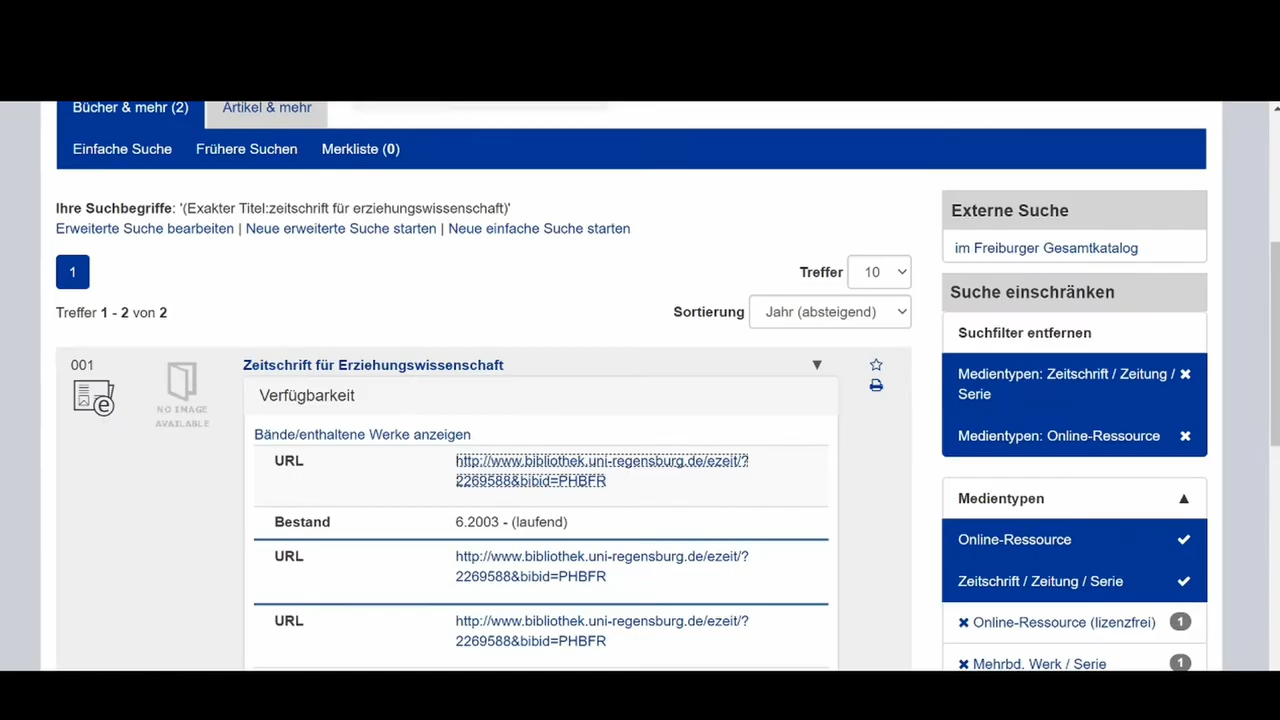 Bücher & mehr (2)
Artikel & mehr
Einfache Suche
Frühere Suchen
Merkliste (0)
Ihre Suchbegriffe: '(Exakter Titel:zeitschrift für erziehungswissenschaft)'
Erweiterte Suche bearbeiten | Neue erweiterte Suche starten | Neue einfache Suche starten
1
Treffer 10
Treffer 1 - 2 von 2
Sortierung Jahr (absteigend)
001
NO IMAGE
AVAILABLE
Zeitschrift für Erziehungswissenschaft
Verfügbarkeit
Bände/enthaltene Werke anzeigen
URL
http://www.bibliothek.uni-regensburg.de/ezeit/?
2269588&bibid=PHBFR
Bestand
6.2003 - (laufend)
URL
http://www.bibliothek.uni-regensburg.de/ezeit/?
2269588&bibid=PHBFR
URL
http://www.bibliothek.uni-regensburg.de/ezeit/?
2269588&bibid=PHBFR
Externe Suche
im Freiburger Gesamtkatalog
Suche einschränken
Suchfilter entfernen
Medientypen: Zeitschrift / Zeitung /
Serie
Medientypen: Online-Ressource
Medientypen
Online-Ressource
Zeitschrift / Zeitung / Serie
Online-Ressource (lizenzfrei) 1
Mehrbd. Werk / Serie 1